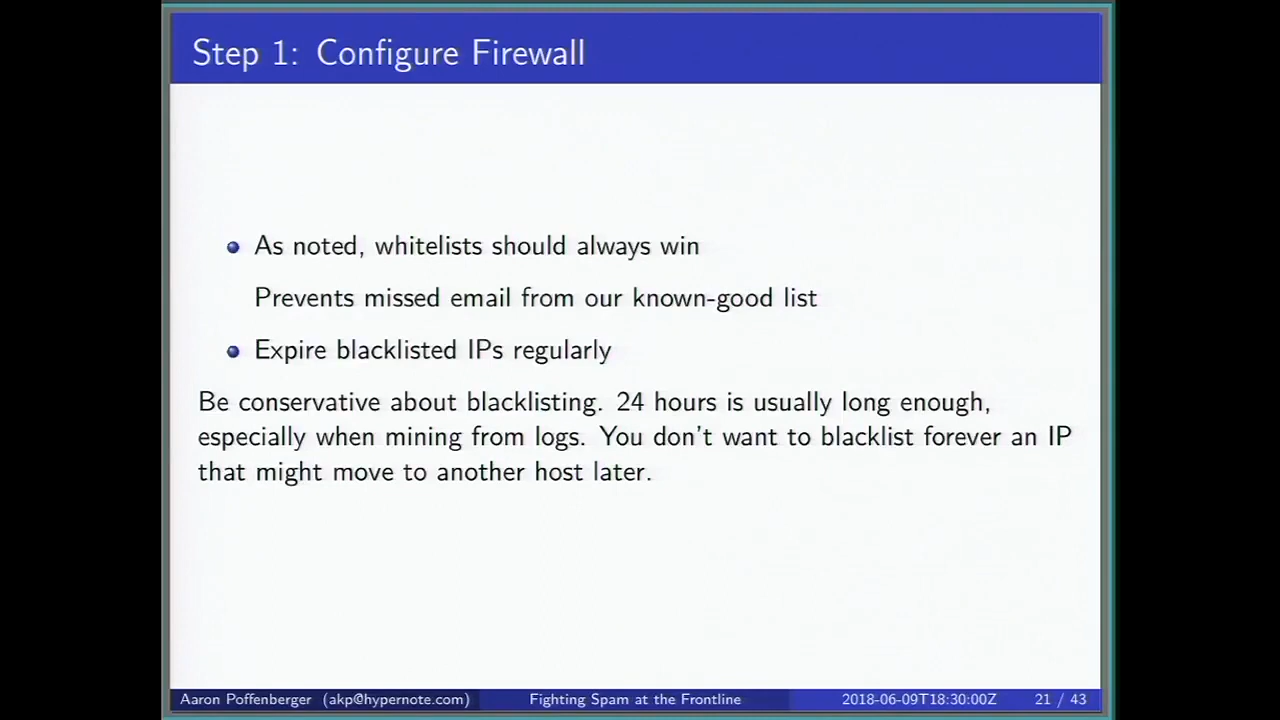 Step 1: Configure Firewall
As noted, whitelists should always win
Prevents missed email from our known-good list
Expire blacklisted IPs regularly
Be conservative about blacklisting. 24 hours is usually long enough,
especially when mining from logs. You don't want to blacklist forever an IP
that might move to another host later.
Aaron Poffenberger (akp@hypernote.com) Fighting Spam at the Frontline 2018-06-09T18:30:00Z 21 / 43